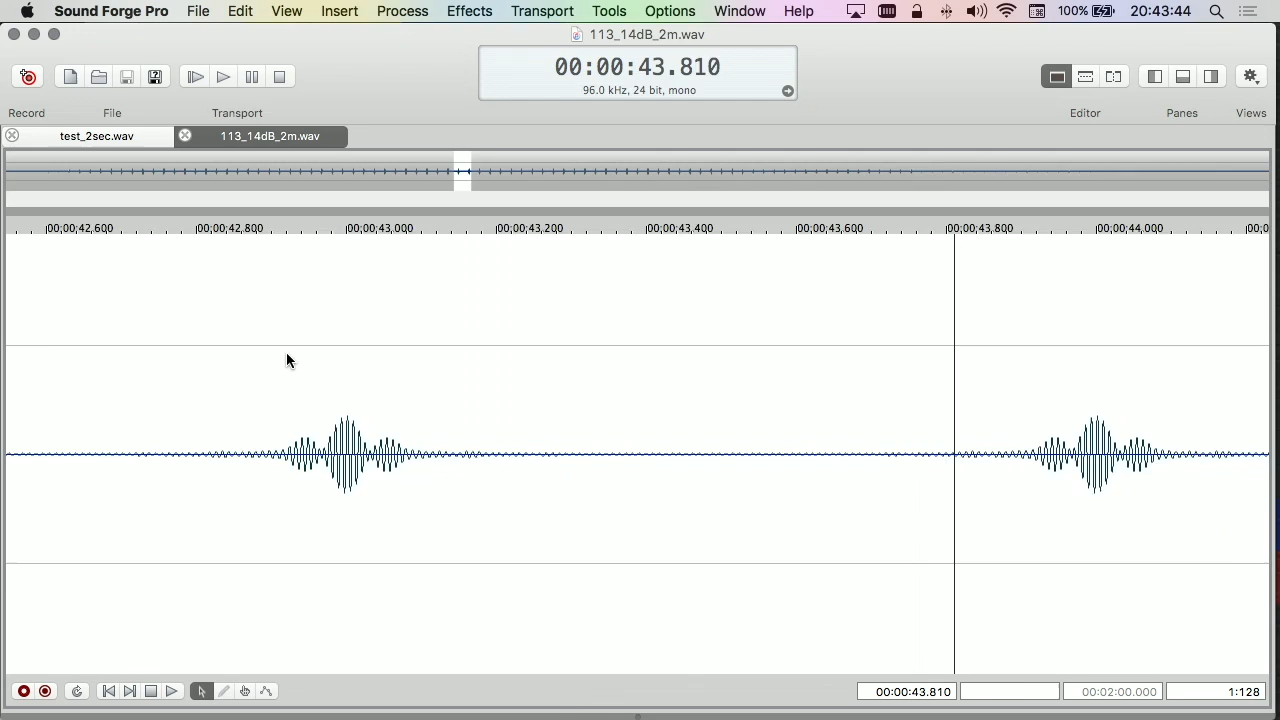 Sound Forge Pro File Edit View Insert Process Effects Transport Tools Options Window Help 100% 20:43:44
113_14dB_2m.wav
00:00:43.810
96.0 kHz, 24 bit, mono
Record File Transport Editor Panes Views
test_2sec.wav 113_14dB_2m.wav
00:00:42,600 00:00:42,800 00:00:43,000 00:00:43,200 00:00:43,400 00:00:43,600 00:00:43,800 00:00:44,000 00:0
00:00:43.810 00:02:00.000 1:128